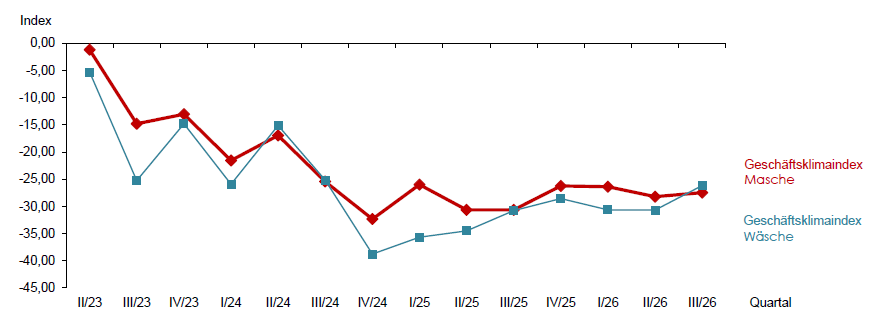 Index
0,00
-5,00
-10,00
-15,00
-20,00
-25,00
-30,00
-35,00
-40,00
-45,00
Geschäftsklimaindex
Masche
Geschäftsklimaindex
Wäsche
II/23 III/23 IV/23 I/24 II/24 III/24 IV/24 I/25 II/25 III/25 IV/25 I/26 II/26 III/26 Quartal